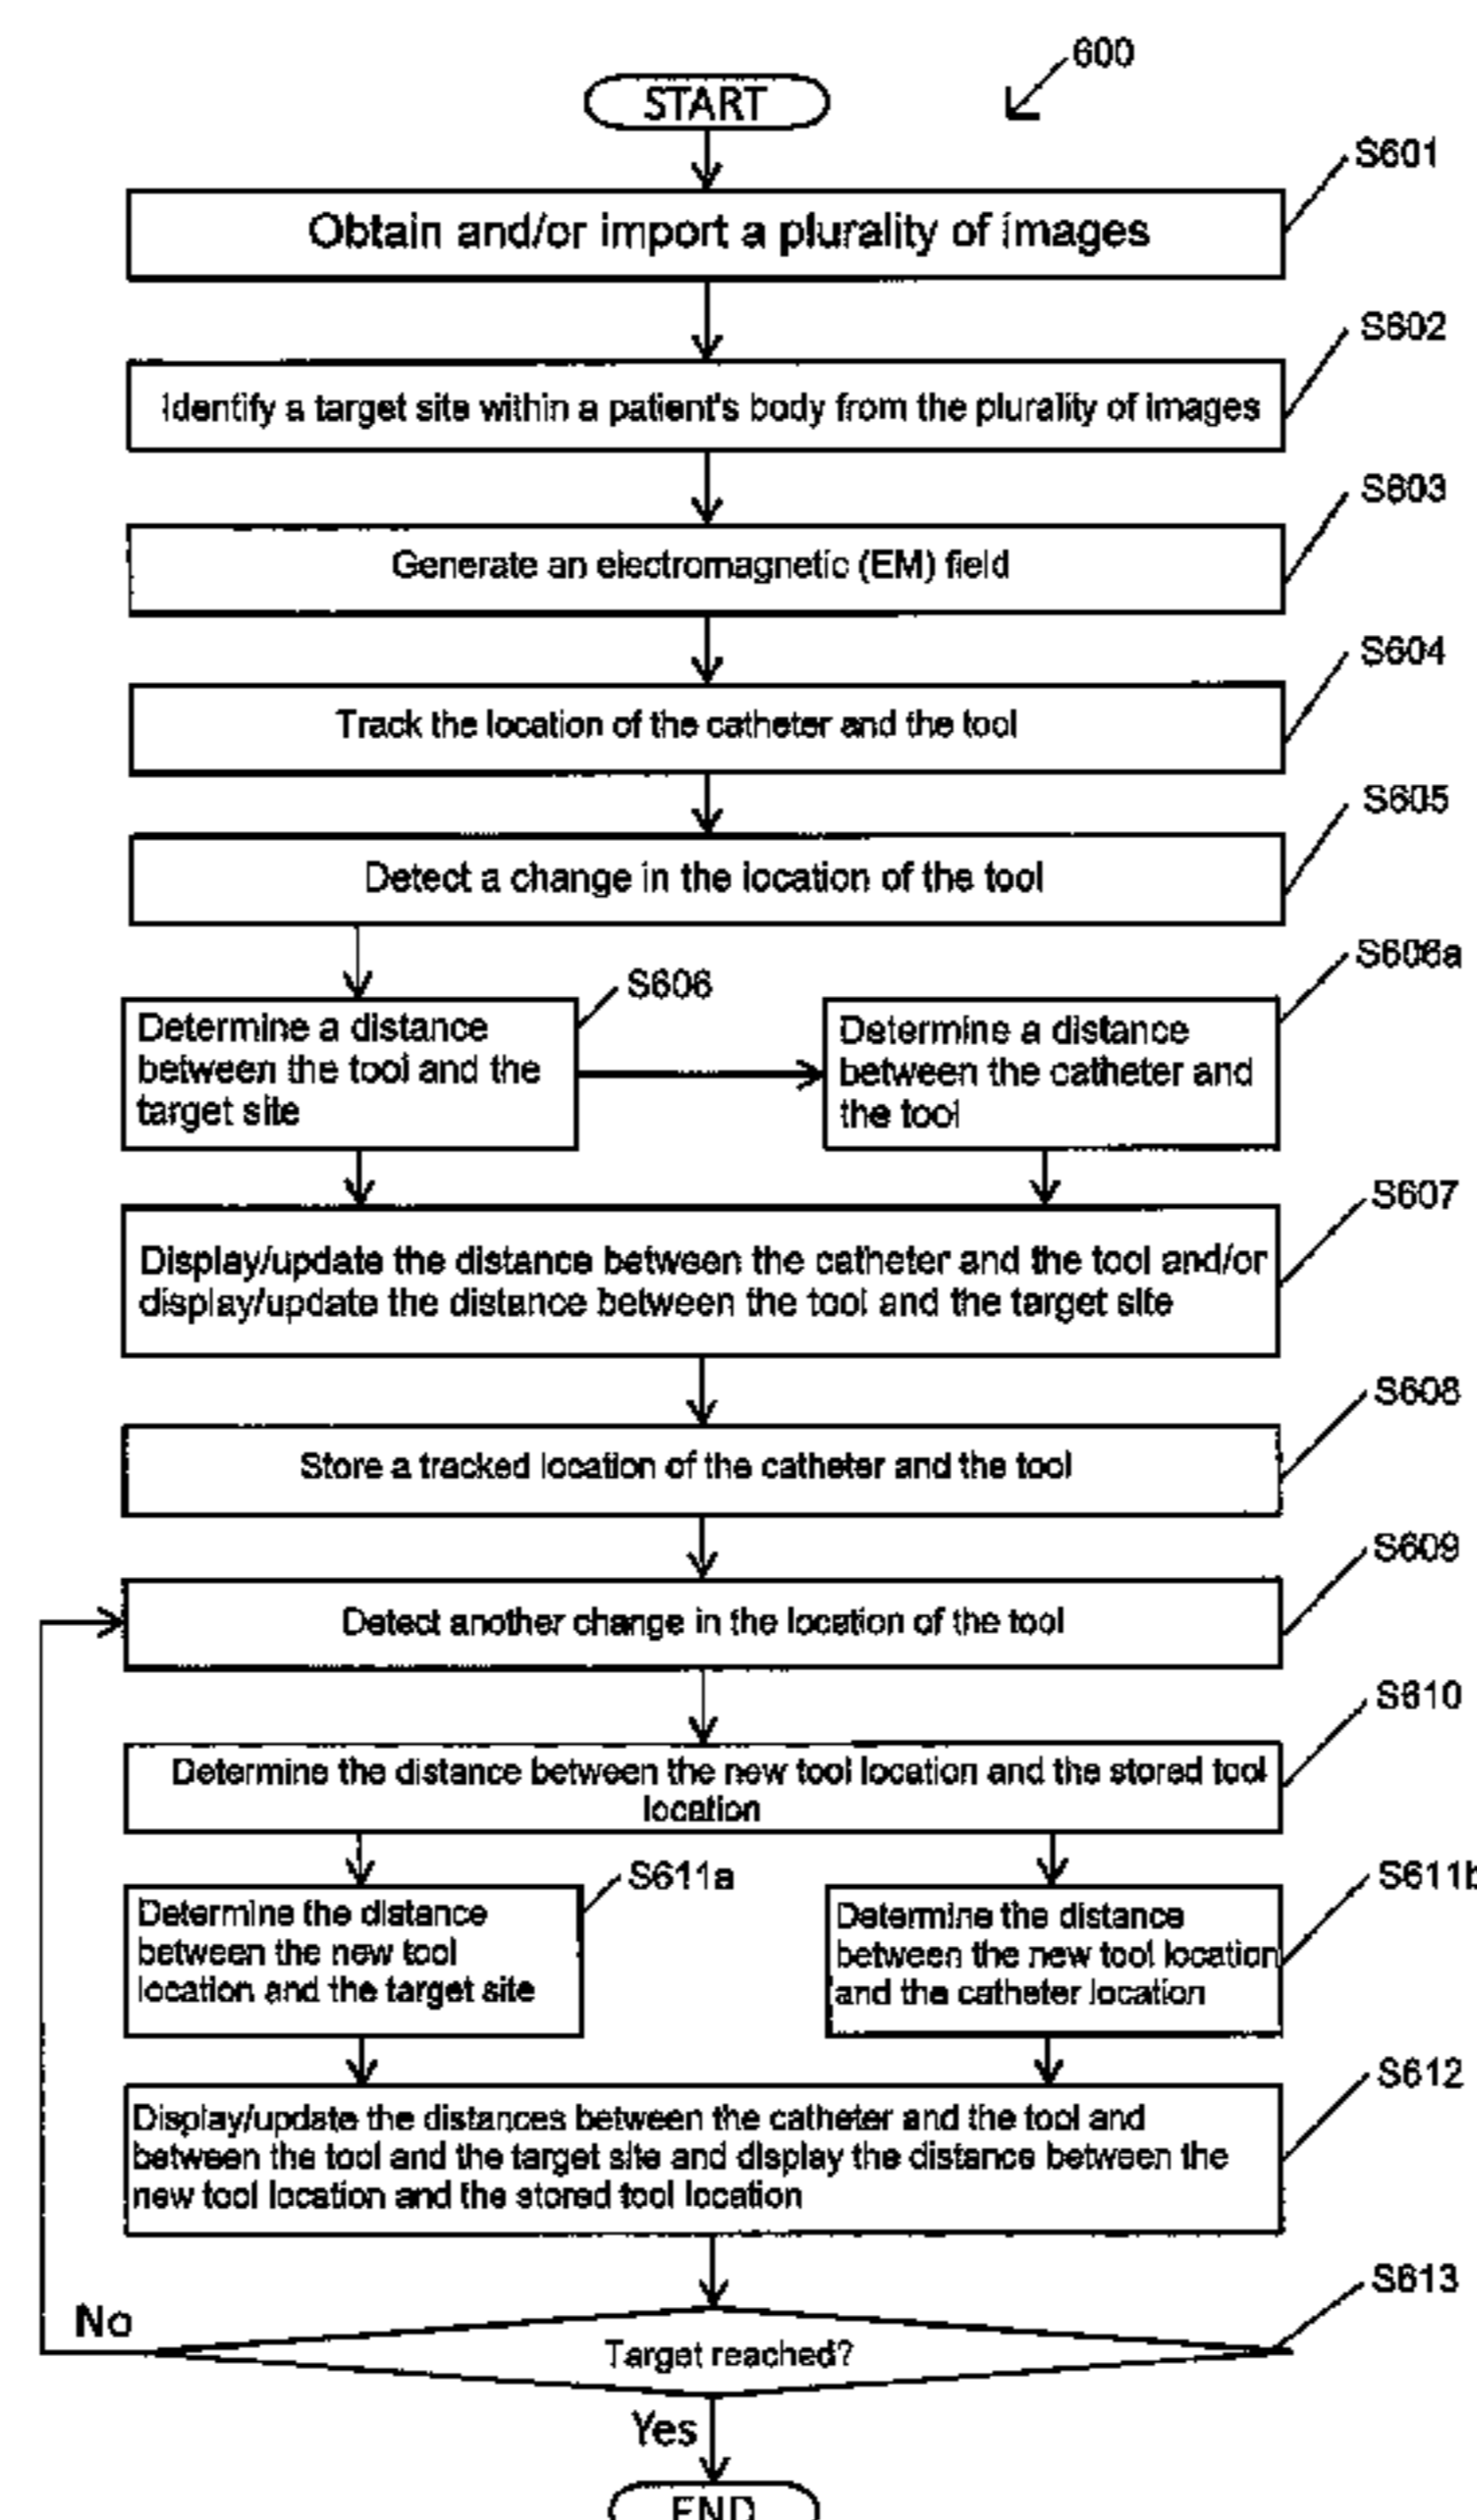 600
START
S601
Obtain and/or import a plurality of images
S602
Identify a target site within a patient's body from the plurality of images
S603
Generate an electromagnetic (EM) field
S604
Track the location of the catheter and the tool
S605
Detect a change in the location of the tool
S606
Determine a distance
between the tool and the
target site
S606a
Determine a distance
between the catheter and
the tool
S607
Display/update the distance between the catheter and the tool and/or
display/update the distance between the tool and the target site
S608
Store a tracked location of the catheter and the tool
S609
Detect another change in the location of the tool
S610
Determine the distance between the new tool location and the stored tool
location
S611a
Determine the distance
between the new tool
location and the target site
S611b
Determine the distance
between the new tool location
and the catheter location
S612
Display/update the distances between the catheter and the tool and
between the tool and the target site and display the distance between the
new tool location and the stored tool location
S613
No
Target reached?
Yes
END